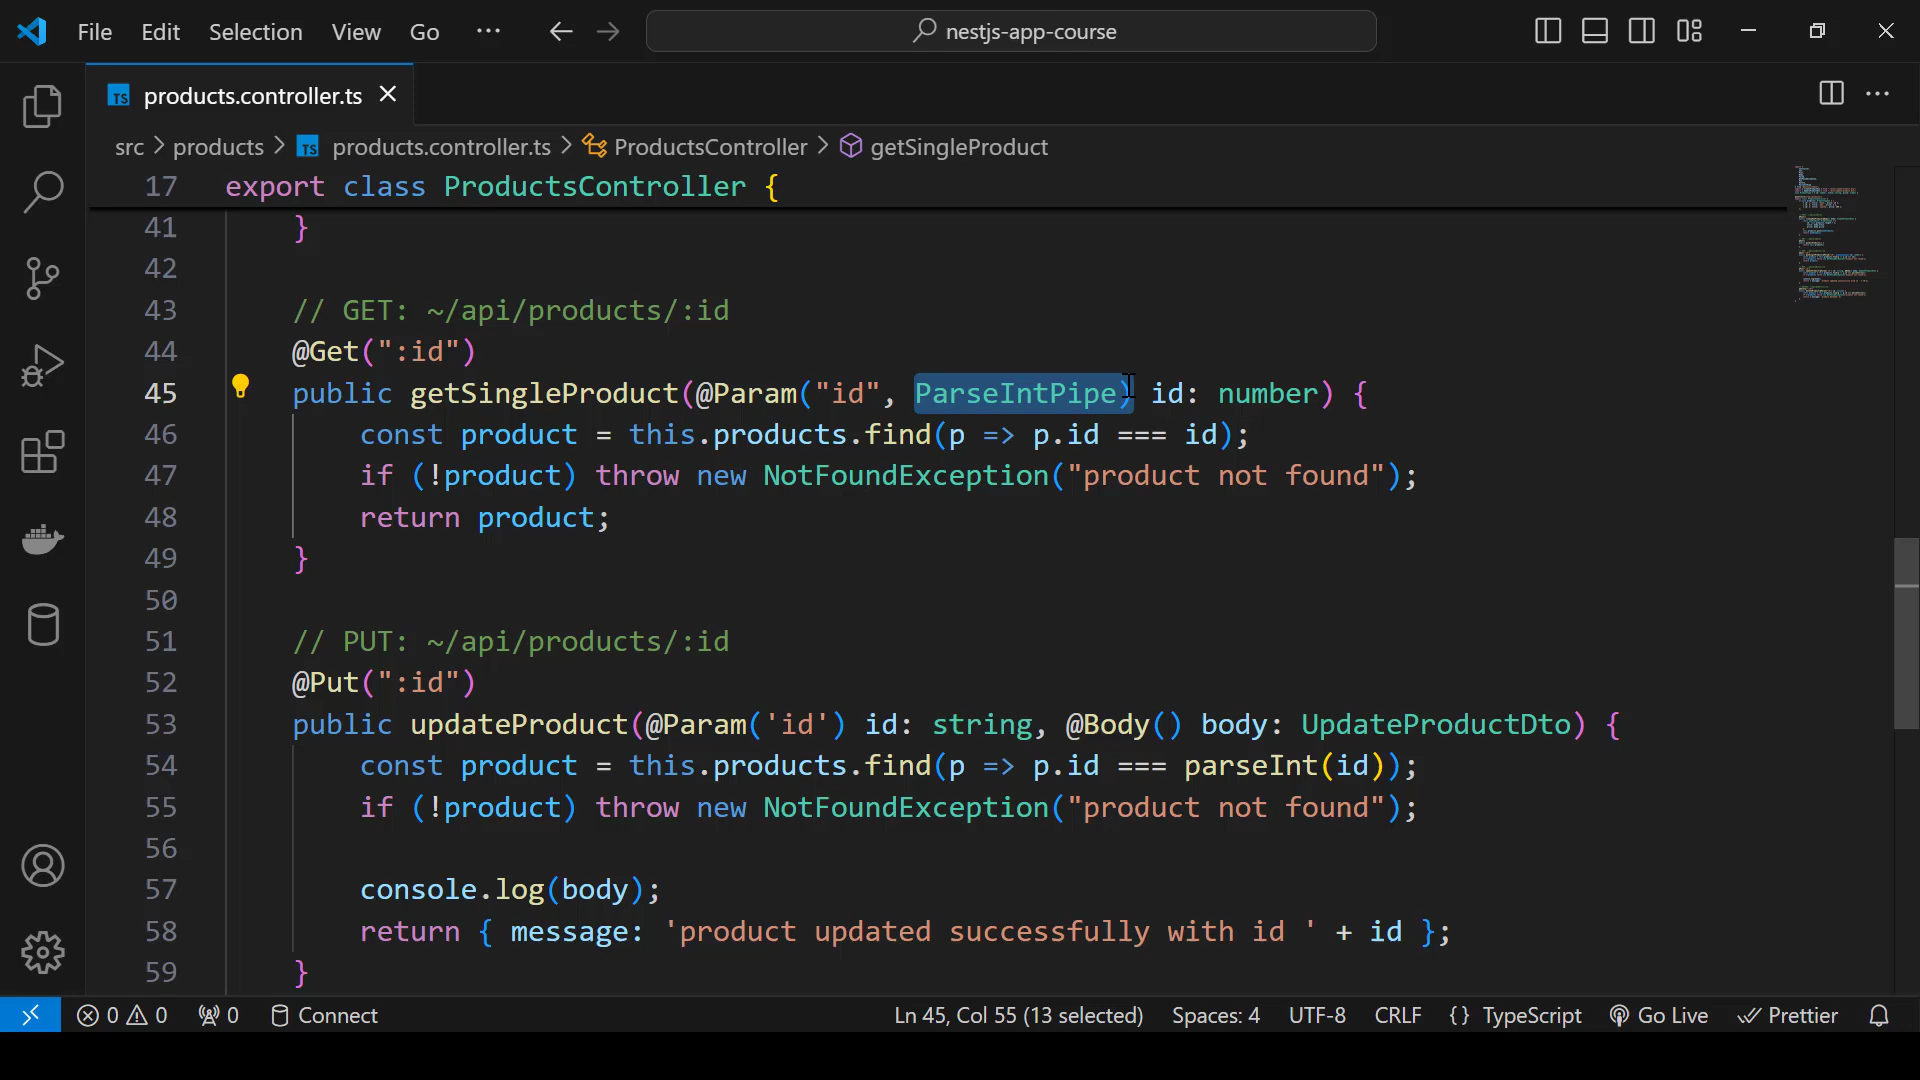 File Edit Selection View Go ··· nestjs-app-course
TS products.controller.ts
src > products > TS products.controller.ts > ProductsController > getSingleProduct
17 export class ProductsController {
41 }
42
43 // GET: ~/api/products/:id
44 @Get(":id")
45 public getSingleProduct(@Param("id", ParseIntPipe) id: number) {
46 const product = this.products.find(p => p.id === id);
47 if (!product) throw new NotFoundException("product not found");
48 return product;
49 }
50
51 // PUT: ~/api/products/:id
52 @Put(":id")
53 public updateProduct(@Param('id') id: string, @Body() body: UpdateProductDto) {
54 const product = this.products.find(p => p.id === parseInt(id));
55 if (!product) throw new NotFoundException("product not found");
56
57 console.log(body);
58 return { message: 'product updated successfully with id ' + id };
59 }
0 0 0 Connect Ln 45, Col 55 (13 selected) Spaces: 4 UTF-8 CRLF {} TypeScript Go Live Prettier